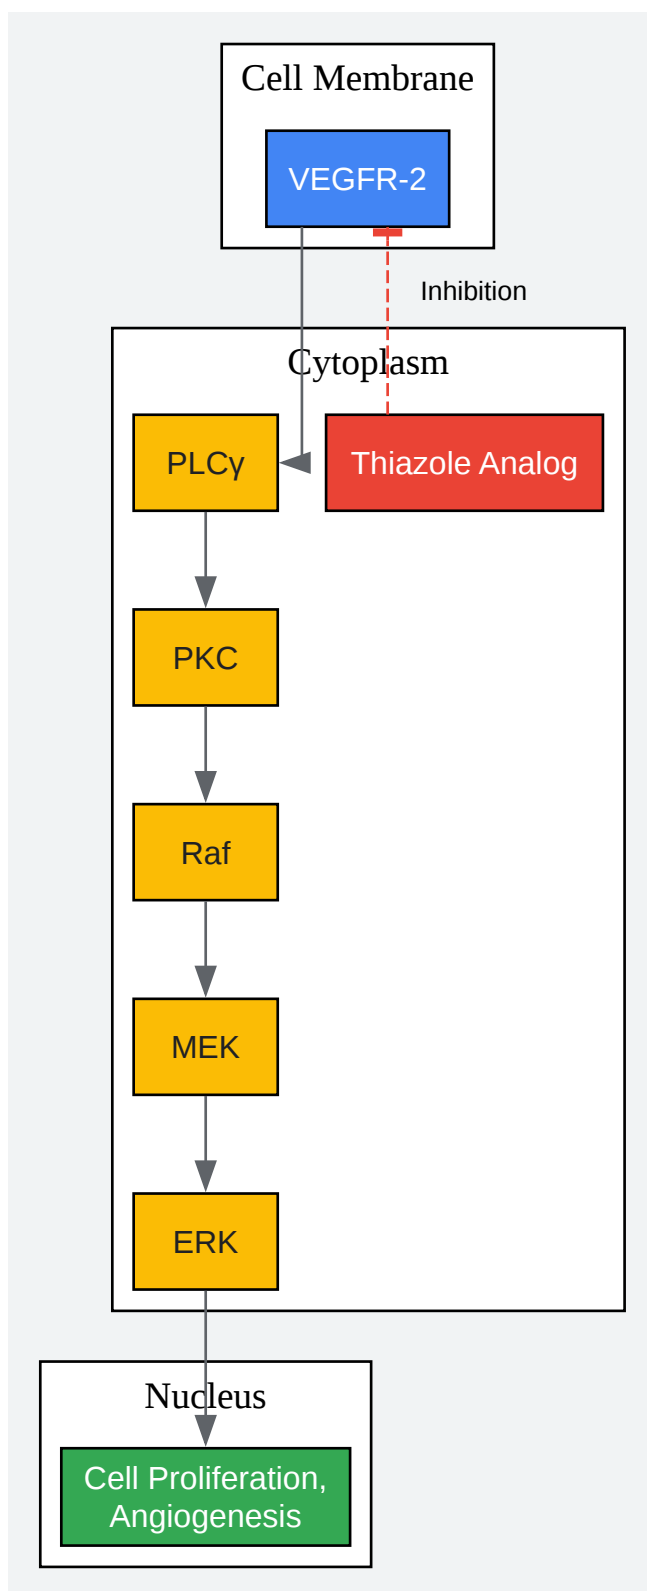 Cell Membrane
VEGFR-2
Inhibition
Cytoplasm
PLCγ
Thiazole Analog
PKC
Raf
MEK
ERK
Nucleus
Cell Proliferation,
Angiogenesis